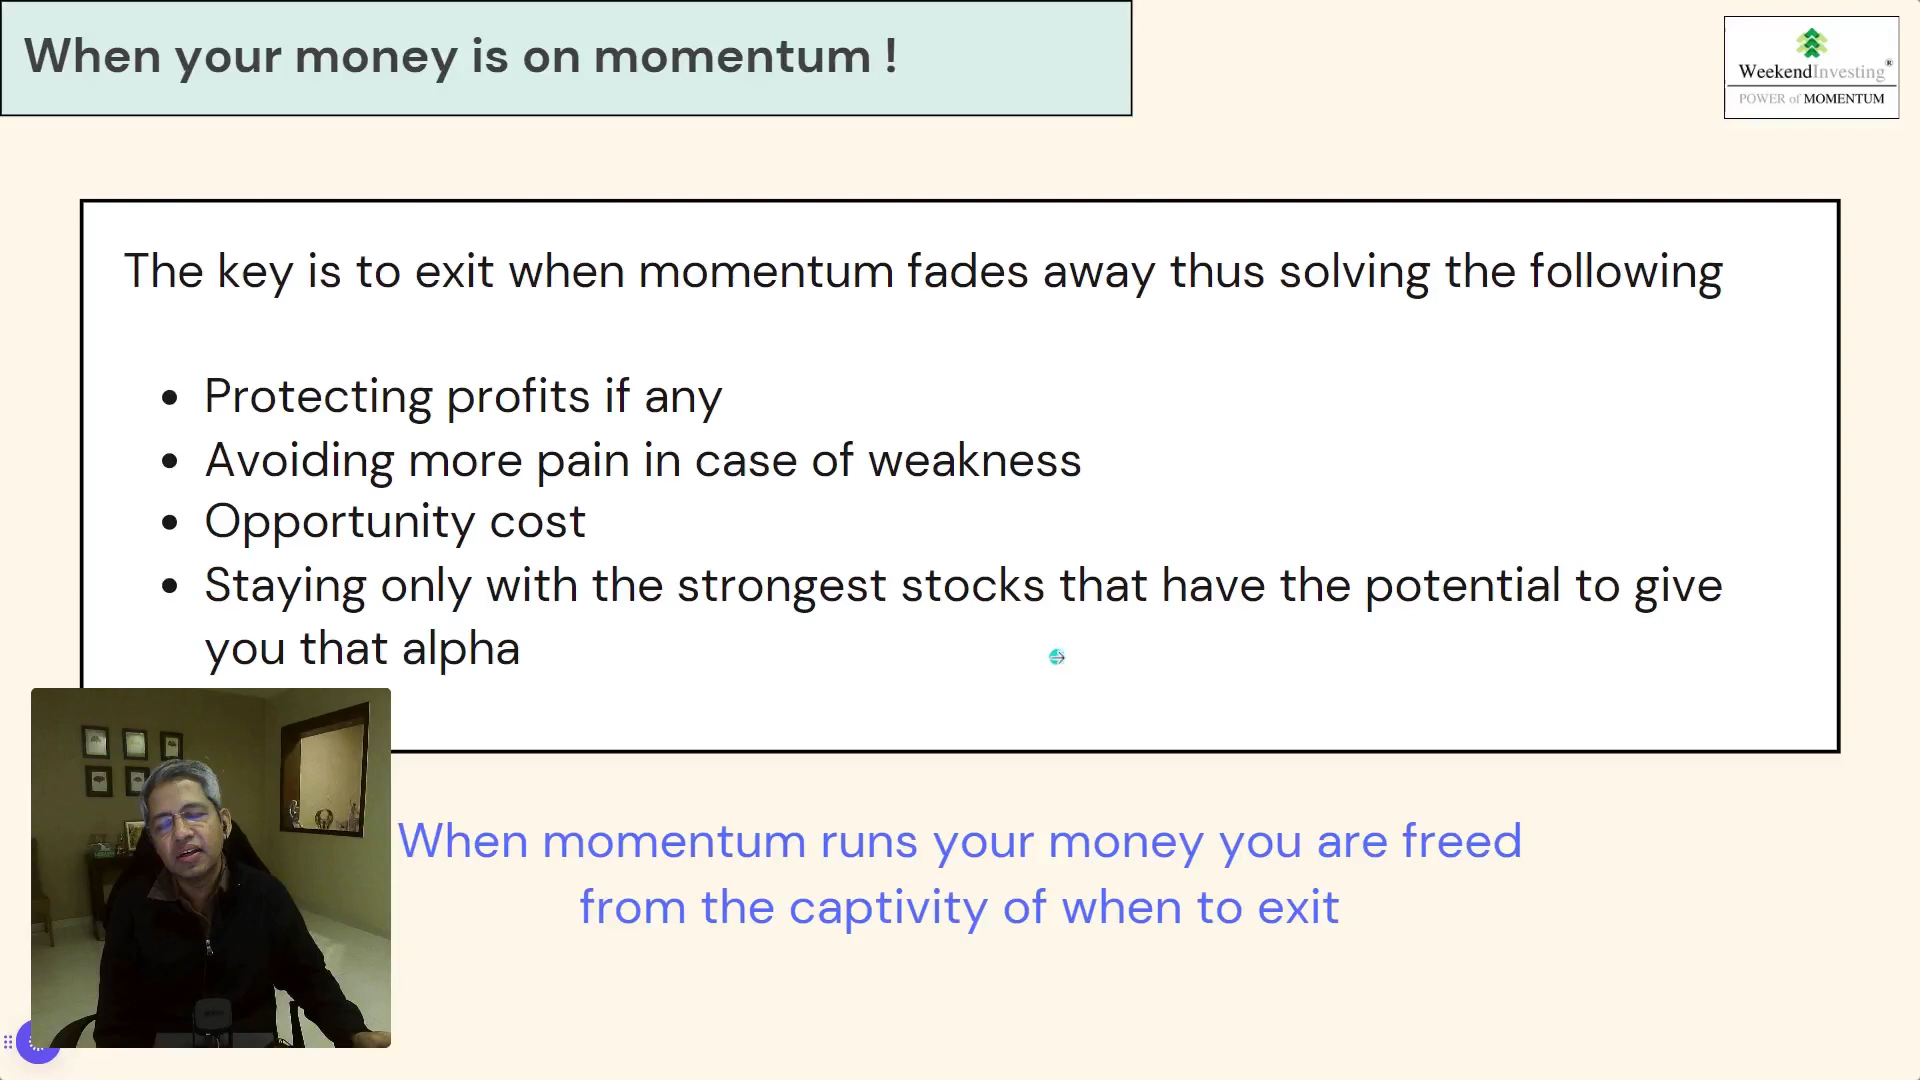 When your money is on momentum !
WeekendInvesting®
POWER of MOMENTUM
The key is to exit when momentum fades away thus solving the following
• Protecting profits if any
• Avoiding more pain in case of weakness
• Opportunity cost
• Staying only with the strongest stocks that have the potential to give
you that alpha
When momentum runs your money you are freed
from the captivity of when to exit